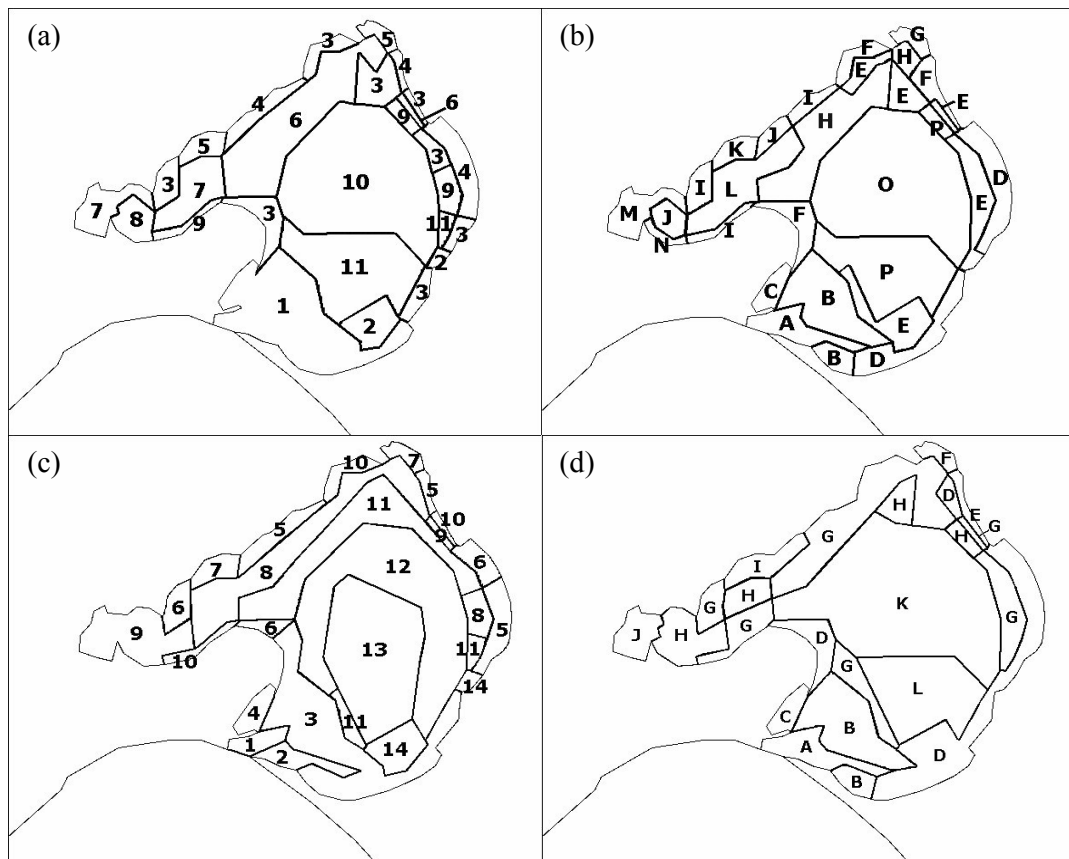 (a)
3 5
4
3
3 6
4 6 9
5 3
4
3 10 9
7 7
8 3 11 3
9 2
11
1 3
2
(b)
G
F H
E F
I E E
H P
J
K
I L O D
M J E
N I F
P
C B
A E
B D
(c)
10 7
5
11 10
5 9
7 8 12 6
6 8
9 6 5
10 13 11
14
4 3 11
1 2 14
(d)
F
H D
E
G G
H
I
H K
G G
J H G D
G
L
C B
A D
B